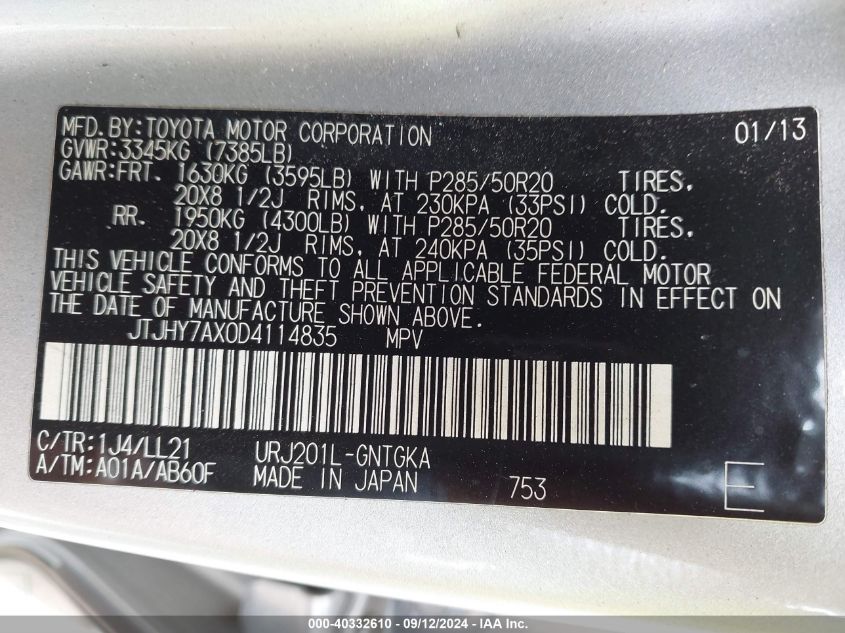 MFD. BY: TOYOTA MOTOR CORPORATION 01/13
GVWR: 3345KG (7385LB)
GAWR: FRT. 1630KG (3595LB) WITH P285/50R20 TIRES,
20X8 1/2J RIMS, AT 230KPA (33PSI) COLD.
RR. 1950KG (4300LB) WITH P285/50R20 TIRES,
20X8 1/2J RIMS, AT 240KPA (35PSI) COLD.
THIS VEHICLE CONFORMS TO ALL APPLICABLE FEDERAL MOTOR
VEHICLE SAFETY AND THEFT PREVENTION STANDARDS IN EFFECT ON
THE DATE OF MANUFACTURE SHOWN ABOVE.
JTJHY7AX0D4114835 MPV
C/TR: 1J4/LL21 URJ201L-GNTGKA
A/TM: A01A/AB60F MADE IN JAPAN 753 E
000-40332610 - 09/12/2024 - IAAI.COM